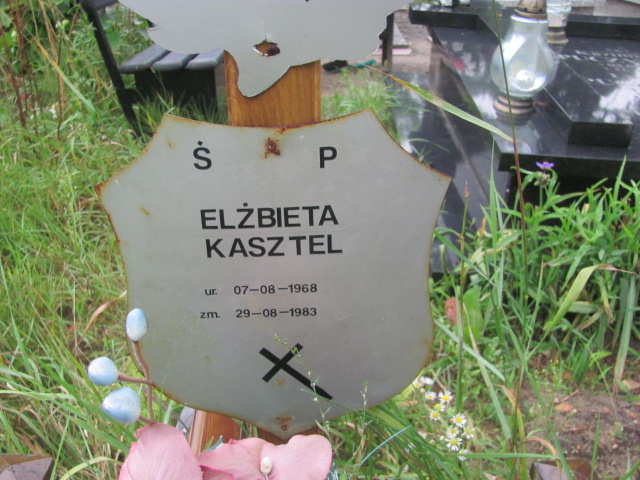 Ś P
ELŻBIETA
KASZTEL
ur. 07-08-1968
zm. 29-08-1983